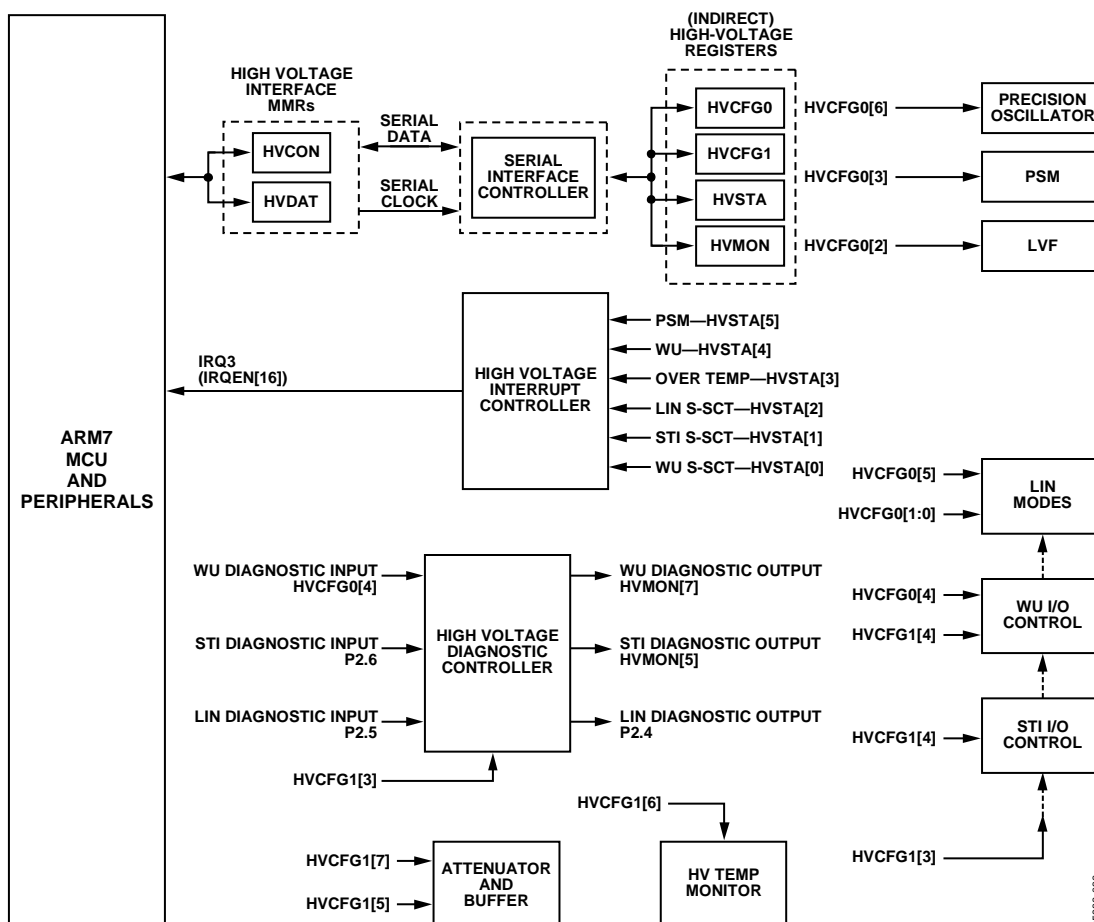 (INDIRECT)
HIGH-VOLTAGE
REGISTERS
HIGH VOLTAGE
INTERFACE
MMRs
HVCON
HVDAT
SERIAL
DATA
SERIAL
CLOCK
SERIAL
INTERFACE
CONTROLLER
HVCFG0
HVCFG1
HVSTA
HVMON
HVCFG0[6]
PRECISION
OSCILLATOR
HVCFG0[3]
PSM
HVCFG0[2]
LVF
ARM7
MCU
AND
PERIPHERALS
IRQ3
(IRQEN[16])
HIGH VOLTAGE
INTERRUPT
CONTROLLER
PSM—HVSTA[5]
WU—HVSTA[4]
OVER TEMP—HVSTA[3]
LIN S-SCT—HVSTA[2]
STI S-SCT—HVSTA[1]
WU S-SCT—HVSTA[0]
HVCFG0[5]
HVCFG0[1:0]
LIN
MODES
WU DIAGNOSTIC INPUT
HVCFG0[4]
STI DIAGNOSTIC INPUT
P2.6
LIN DIAGNOSTIC INPUT
P2.5
HIGH VOLTAGE
DIAGNOSTIC
CONTROLLER
WU DIAGNOSTIC OUTPUT
HVMON[7]
STI DIAGNOSTIC OUTPUT
HVMON[5]
LIN DIAGNOSTIC OUTPUT
P2.4
HVCFG1[3]
HVCFG0[4]
HVCFG1[4]
WU I/O
CONTROL
HVCFG1[4]
STI I/O
CONTROL
HVCFG1[3]
HVCFG1[6]
HV TEMP
MONITOR
HVCFG1[7]
HVCFG1[5]
ATTENUATOR
AND
BUFFER